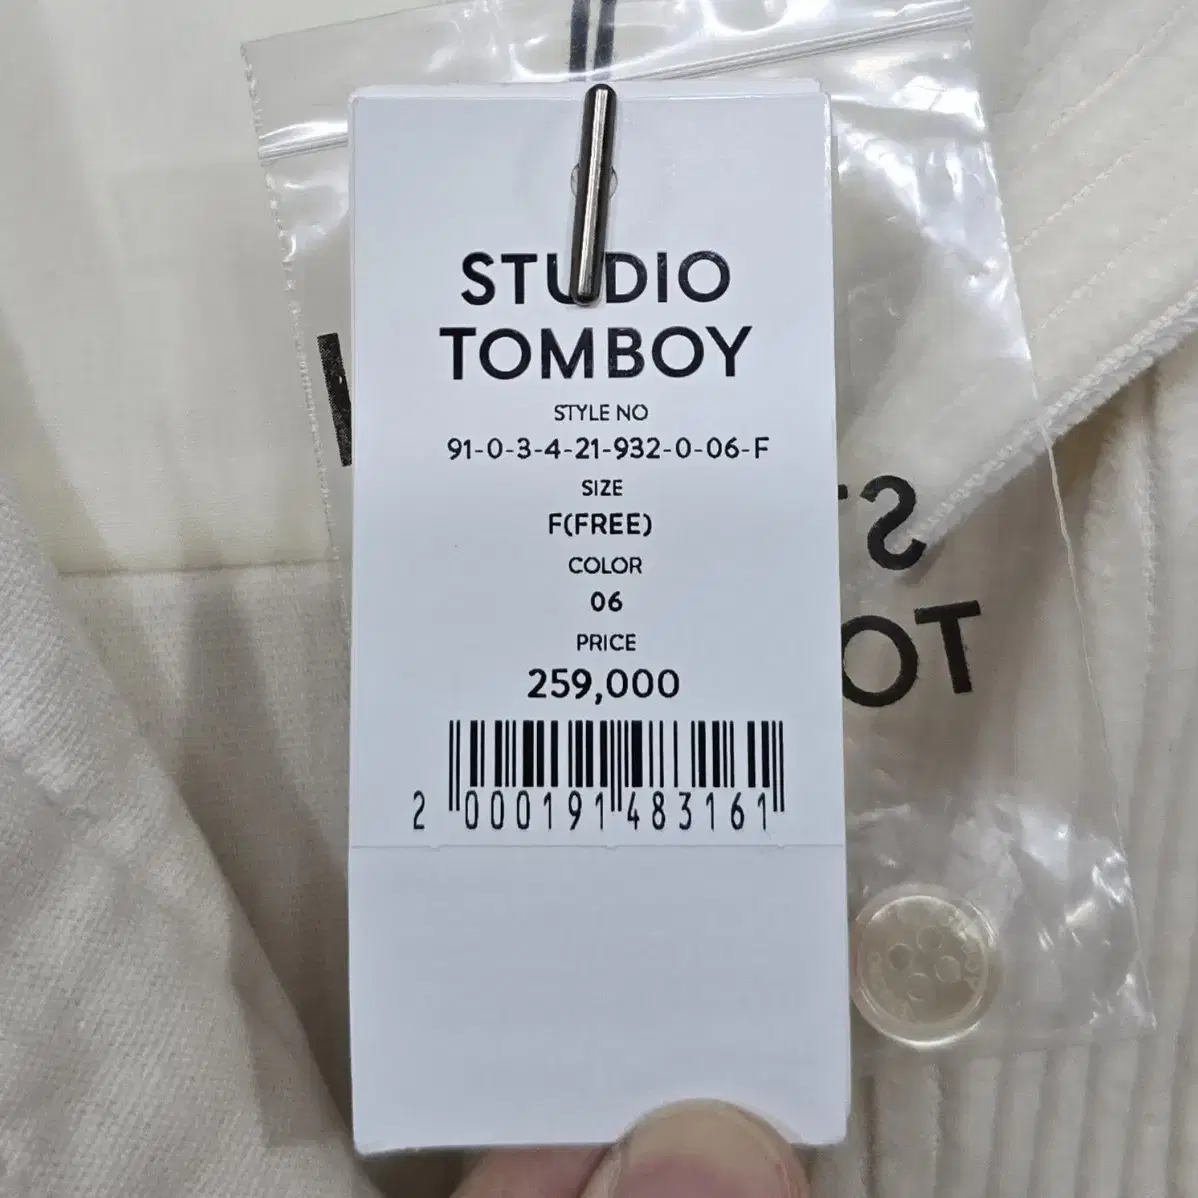 STUDIO
TOMBOY
STYLE NO
91-0-3-4-21-932-0-06-F
SIZE
F(FREE)
COLOR
06
PRICE
259,000
2 000191 483161